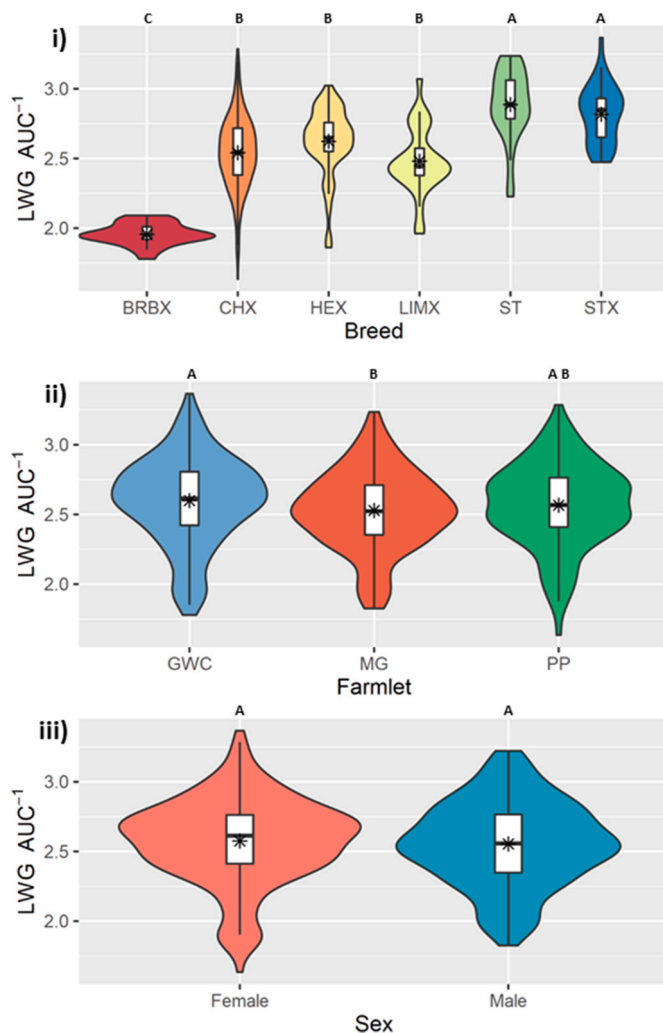 i)
C B B B A A
3.0
2.5
2.0
LWG AUC⁻¹
BRBX CHX HEX LIMX ST STX
Breed
ii)
A B A B
3.0
2.5
2.0
LWG AUC⁻¹
GWC MG PP
Farmlet
iii)
A A
3.0
2.5
2.0
LWG AUC⁻¹
Female Male
Sex